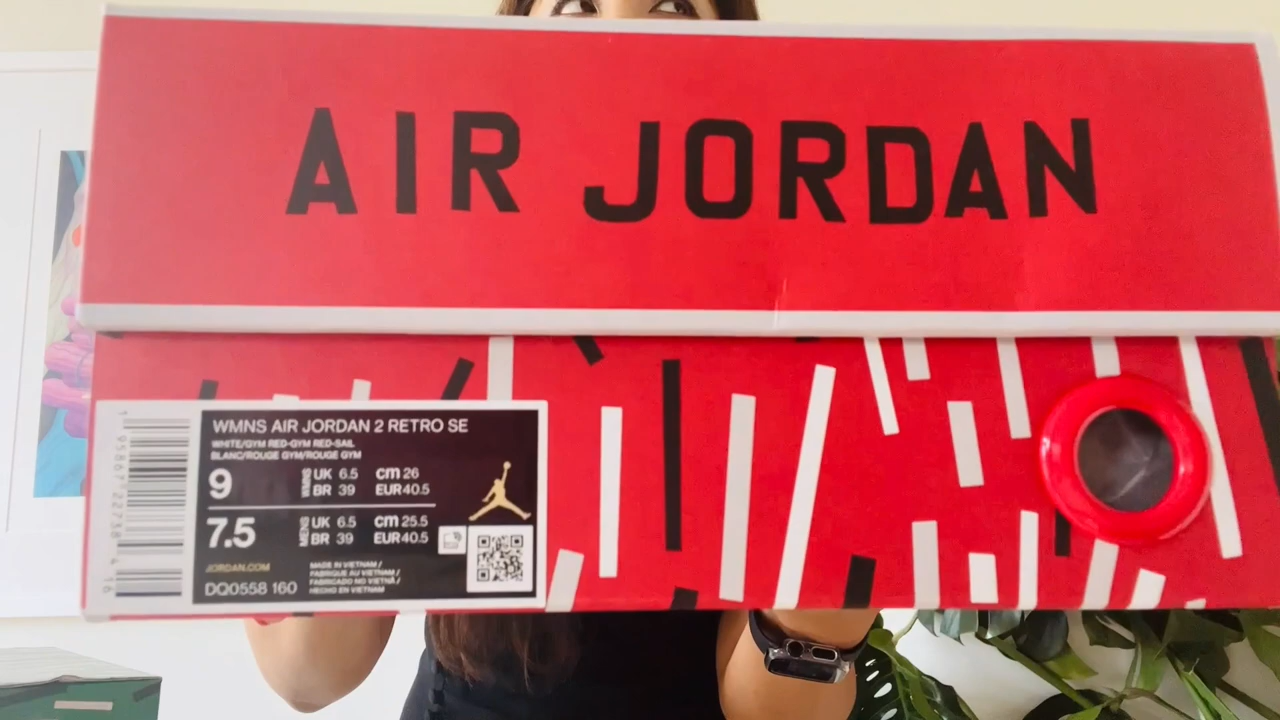 AIR JORDAN
WMNS AIR JORDAN 2 RETRO SE
WHITE/GYM RED-GYM RED-SAIL
BLANC/ROUGE GYM/ROUGE GYM
9 WMNS UK 6.5 cm 26
BR 39 EUR 40.5
7.5 MENS UK 6.5 cm 25.5
BR 39 EUR 40.5
JORDAN.COM
DQ0558 160
MADE IN VIETNAM /
FABRIQUE AU VIETNAM /
FABRICADO NO VIETNÃ /
HECHO EN VIETNAM